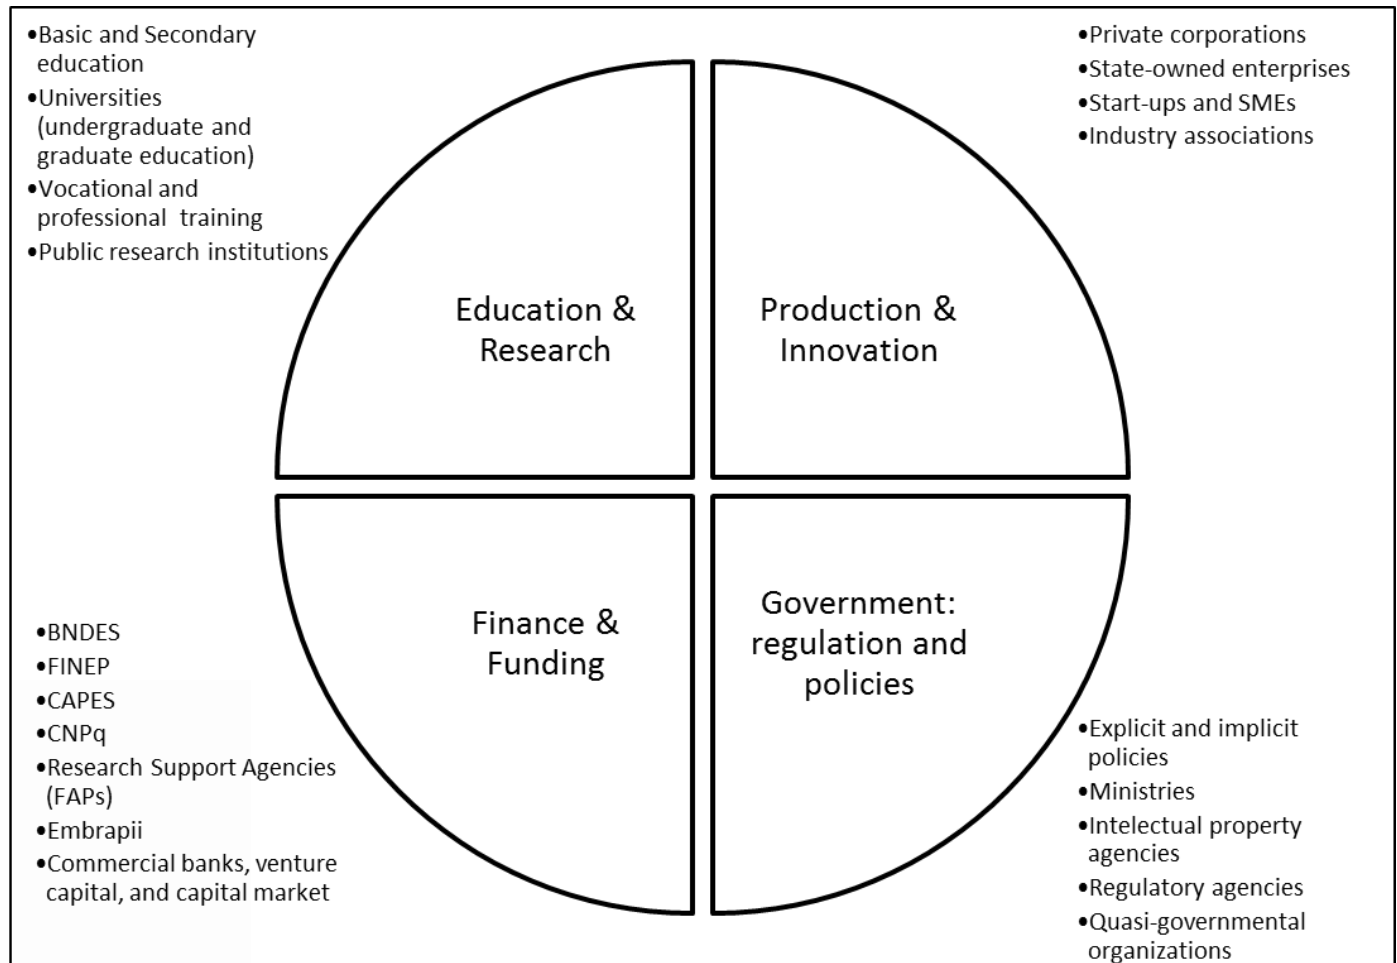 •Basic and Secondary
education
•Universities
(undergraduate and
graduate education)
•Vocational and
professional training
•Public research institutions
•Private corporations
•State-owned enterprises
•Start-ups and SMEs
•Industry associations
Education &
Research
Production &
Innovation
Finance &
Funding
Government:
regulation and
policies
•BNDES
•FINEP
•CAPES
•CNPq
•Research Support Agencies
(FAPs)
•Embrapii
•Commercial banks, venture
capital, and capital market
•Explicit and implicit
policies
•Ministries
•Intelectual property
agencies
•Regulatory agencies
•Quasi-governmental
organizations